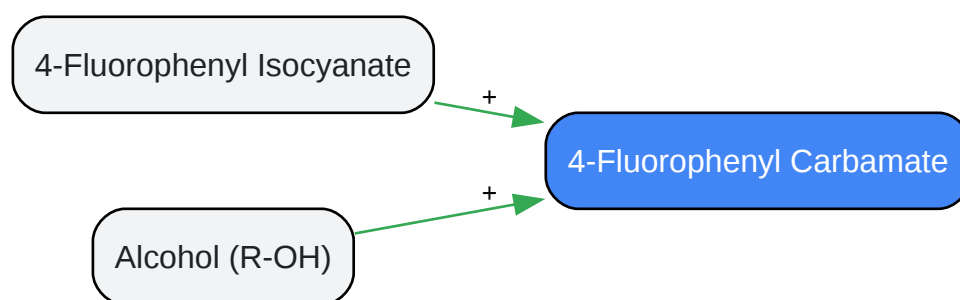 4-Fluorophenyl Isocyanate
+
4-Fluorophenyl Carbamate
+
Alcohol (R-OH)